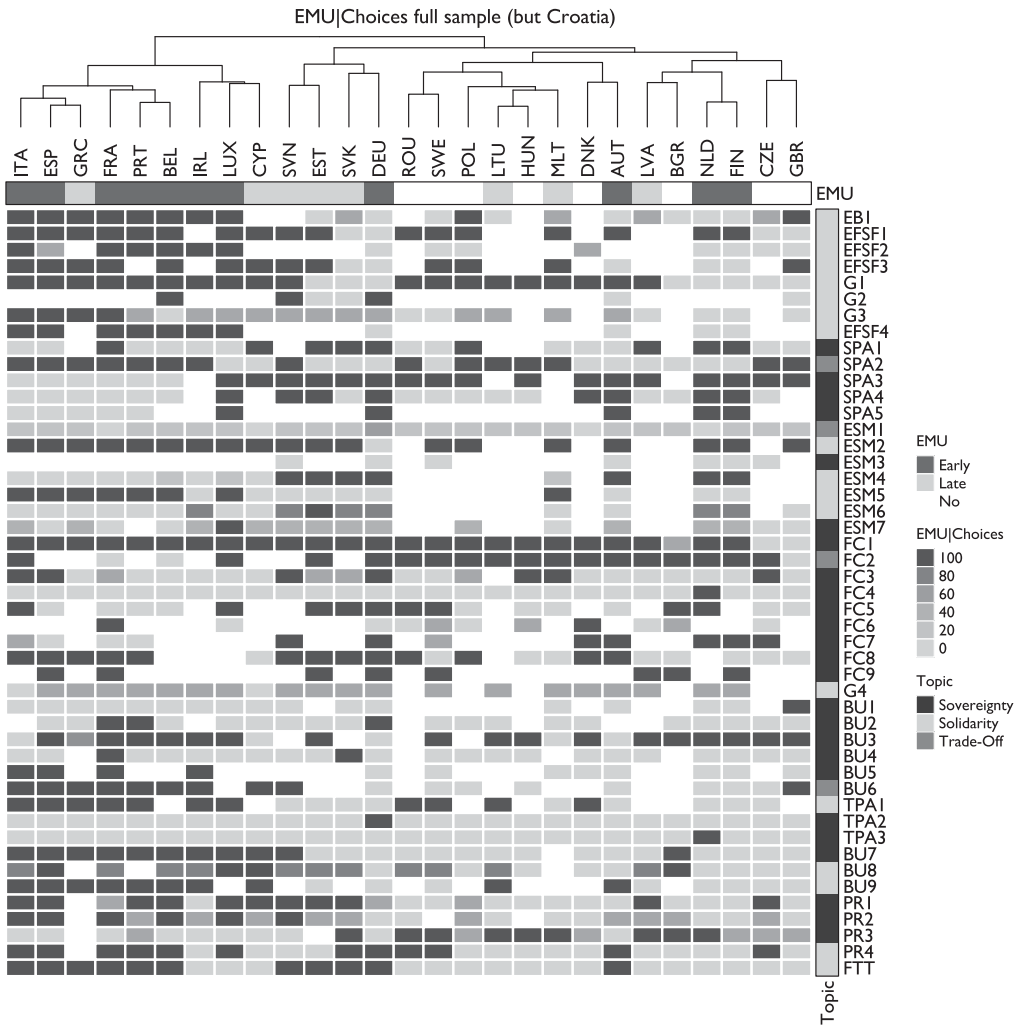 EMU|Choices full sample (but Croatia)
ITA ESP GRC FRA PRT BEL IRL LUX CYP SVN EST SVK DEU ROU SWE POL LTU HUN MLT DNK AUT LVA BGR NLD FIN CZE GBR
EMU
EB1
EFSF1
EFSF2
EFSF3
G1
G2
G3
EFSF4
SPA1
SPA2
SPA3
SPA4
SPA5
ESM1
ESM2
ESM3
ESM4
ESM5
ESM6
ESM7
FC1
FC2
FC3
FC4
FC5
FC6
FC7
FC8
FC9
G4
BU1
BU2
BU3
BU4
BU5
BU6
TPA1
TPA2
TPA3
BU7
BU8
BU9
PR1
PR2
PR3
PR4
FTT
Topic
EMU
Early
Late
No
EMU|Choices
100
80
60
40
20
0
Topic
Sovereignty
Solidarity
Trade-Off